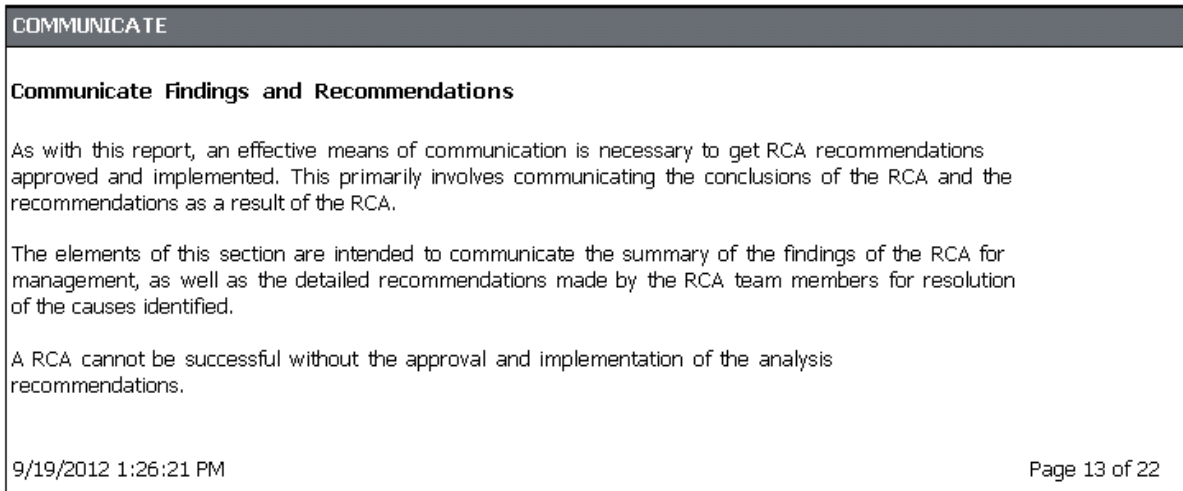 COMMUNICATE
Communicate Findings and Recommendations
As with this report, an effective means of communication is necessary to get RCA recommendations
approved and implemented. This primarily involves communicating the conclusions of the RCA and the
recommendations as a result of the RCA.
The elements of this section are intended to communicate the summary of the findings of the RCA for
management, as well as the detailed recommendations made by the RCA team members for resolution
of the causes identified.
A RCA cannot be successful without the approval and implementation of the analysis
recommendations.
9/19/2012 1:26:21 PM Page 13 of 22